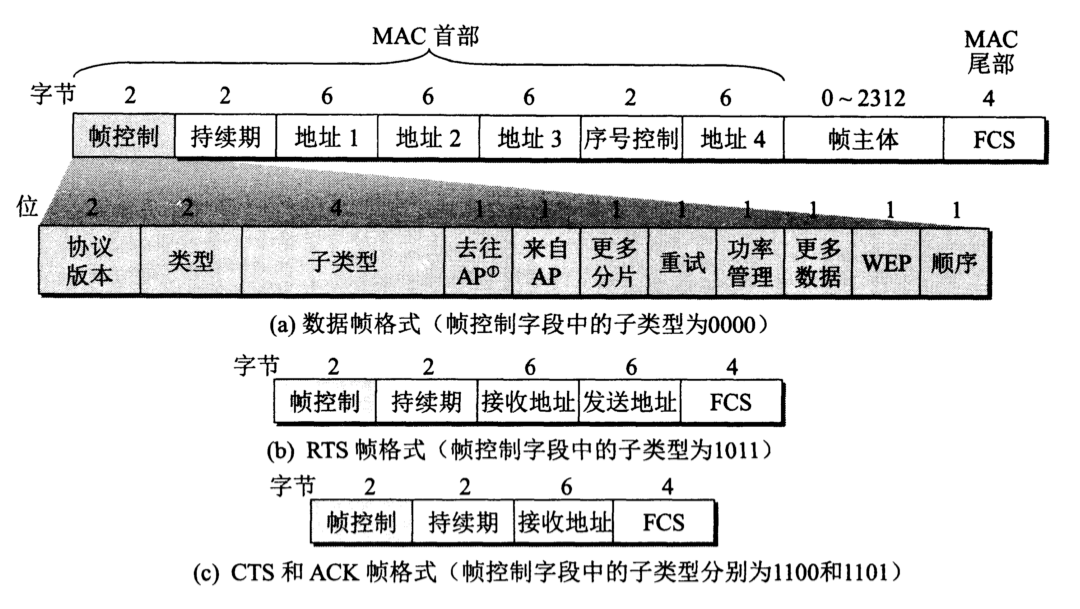 MAC 首部
MAC
尾部
字节 2 2 6 6 6 2 6 0~2312 4
帧控制 持续期 地址 1 地址 2 地址 3 序号控制 地址 4 帧主体 FCS
位 2 2 4 1 1 1 1 1 1 1 1
协议版本 类型 子类型 去往AP① 来自AP 更多分片 重试 功率管理 更多数据 WEP 顺序
(a) 数据帧格式（帧控制字段中的子类型为0000）
字节 2 2 6 6 4
帧控制 持续期 接收地址 发送地址 FCS
(b) RTS 帧格式（帧控制字段中的子类型为1011）
字节 2 2 6 4
帧控制 持续期 接收地址 FCS
(c) CTS 和 ACK 帧格式（帧控制字段中的子类型分别为1100和1101）